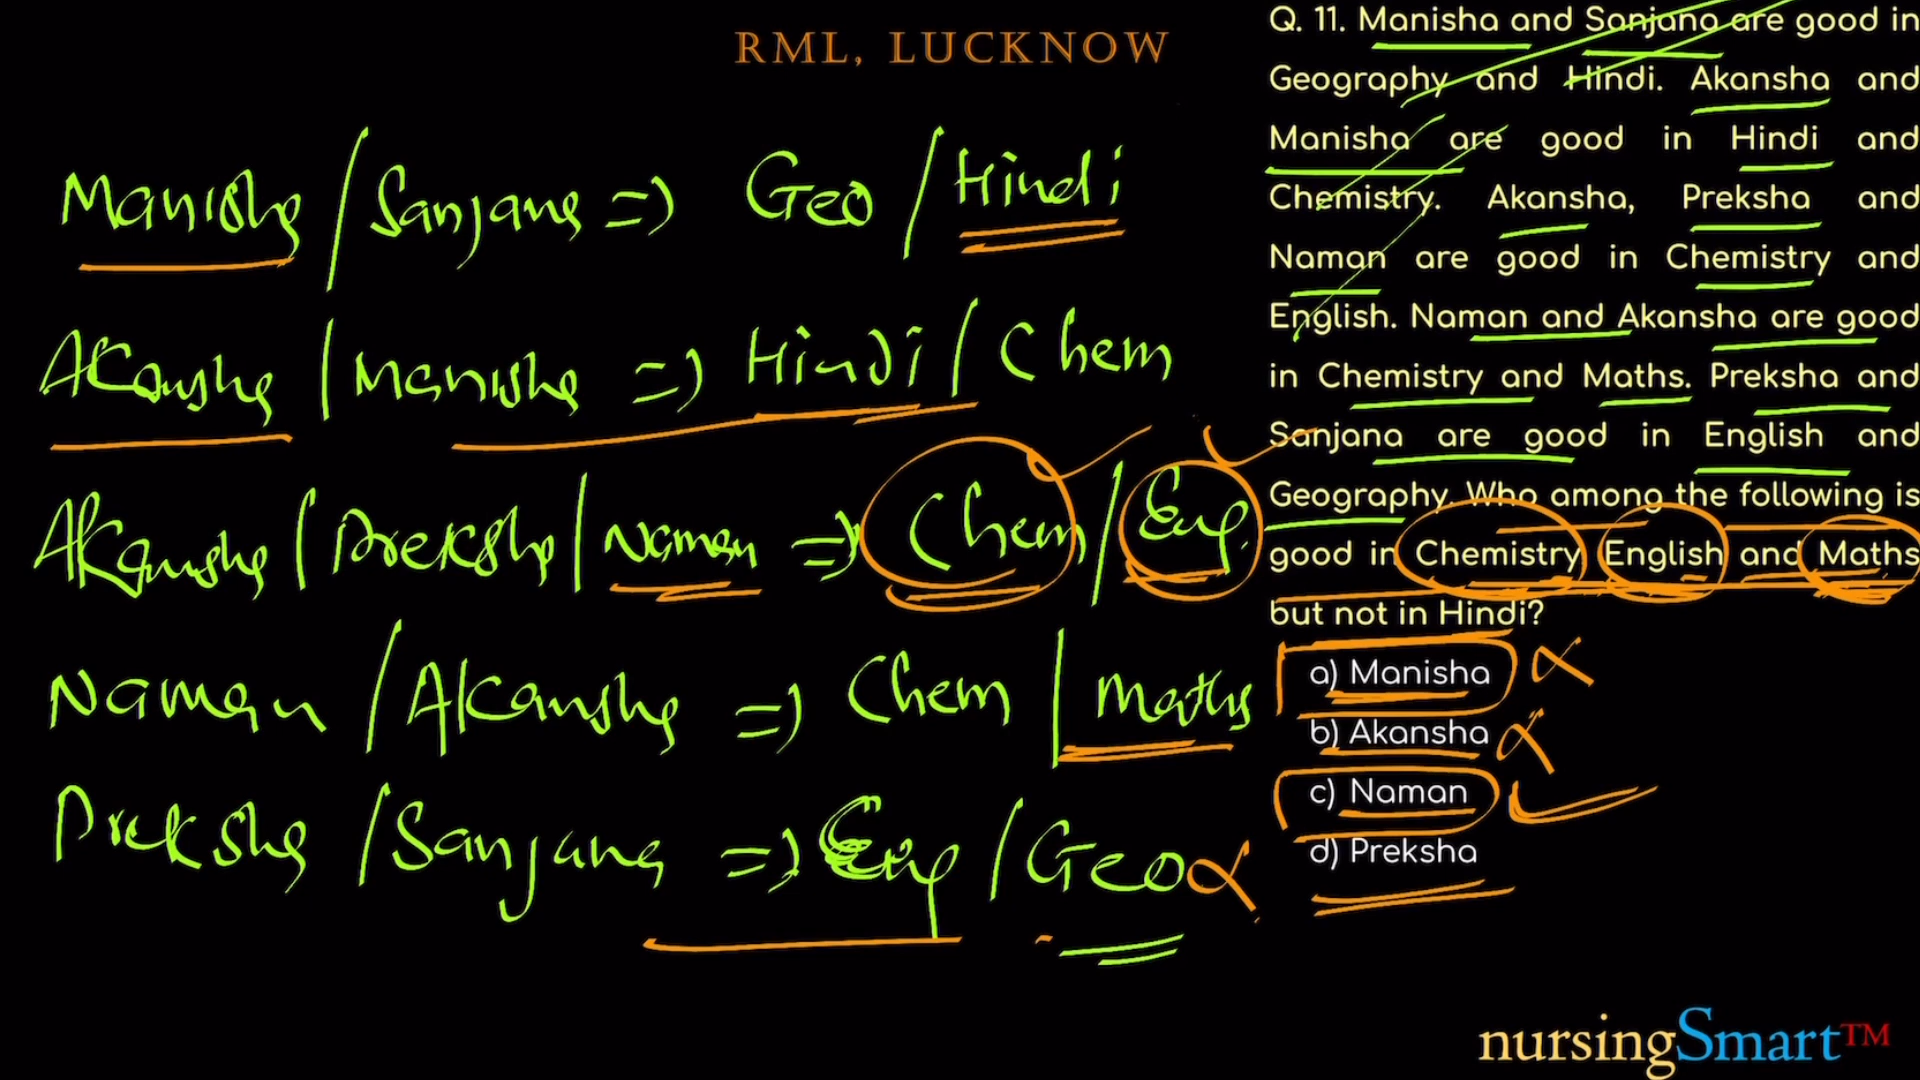 RML, LUCKNOW
Manisha / Sanjana => Geo / Hindi
Akansha / Manisha => Hindi / Chem
Akansha / Preksha / Naman => Chem / Eng.
Naman / Akansha => Chem / Maths
Preksha / Sanjana => Eng / Geo
Q. 11. Manisha and Sanjana are good in
Geography and Hindi. Akansha and
Manisha are good in Hindi and
Chemistry. Akansha, Preksha and
Naman are good in Chemistry and
English. Naman and Akansha are good
in Chemistry and Maths. Preksha and
Sanjana are good in English and
Geography. Who among the following is
good in Chemistry English and Maths
but not in Hindi?
a) Manisha
b) Akansha
c) Naman
d) Preksha
nursingSmart™